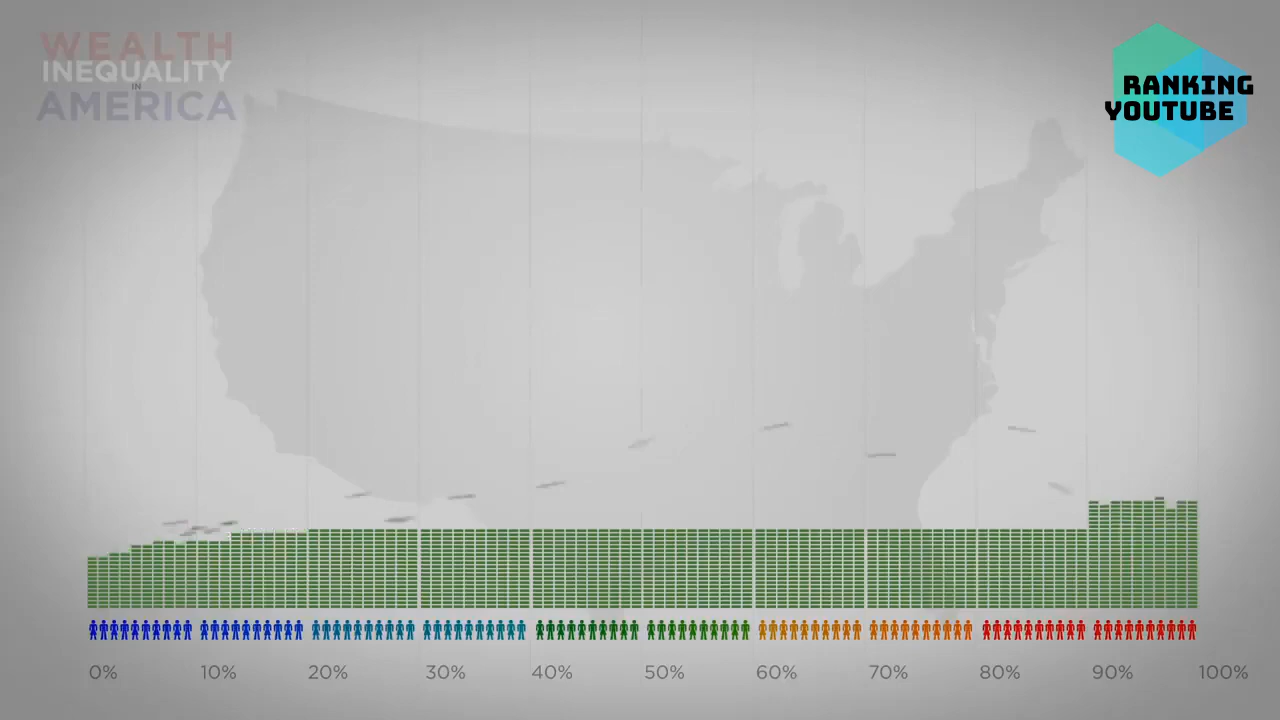 WEALTH
INEQUALITY
IN
AMERICA
RANKING
YOUTUBE
0% 10% 20% 30% 40% 50% 60% 70% 80% 90% 100%